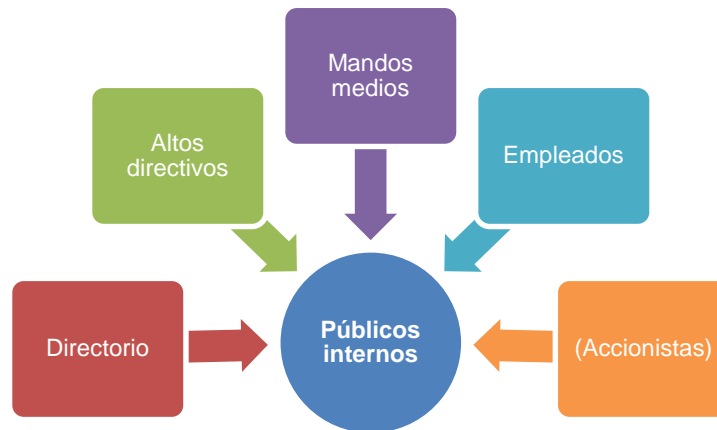 Mandos
medios
Altos
directivos
Empleados
Directorio
Públicos
internos
(Accionistas)